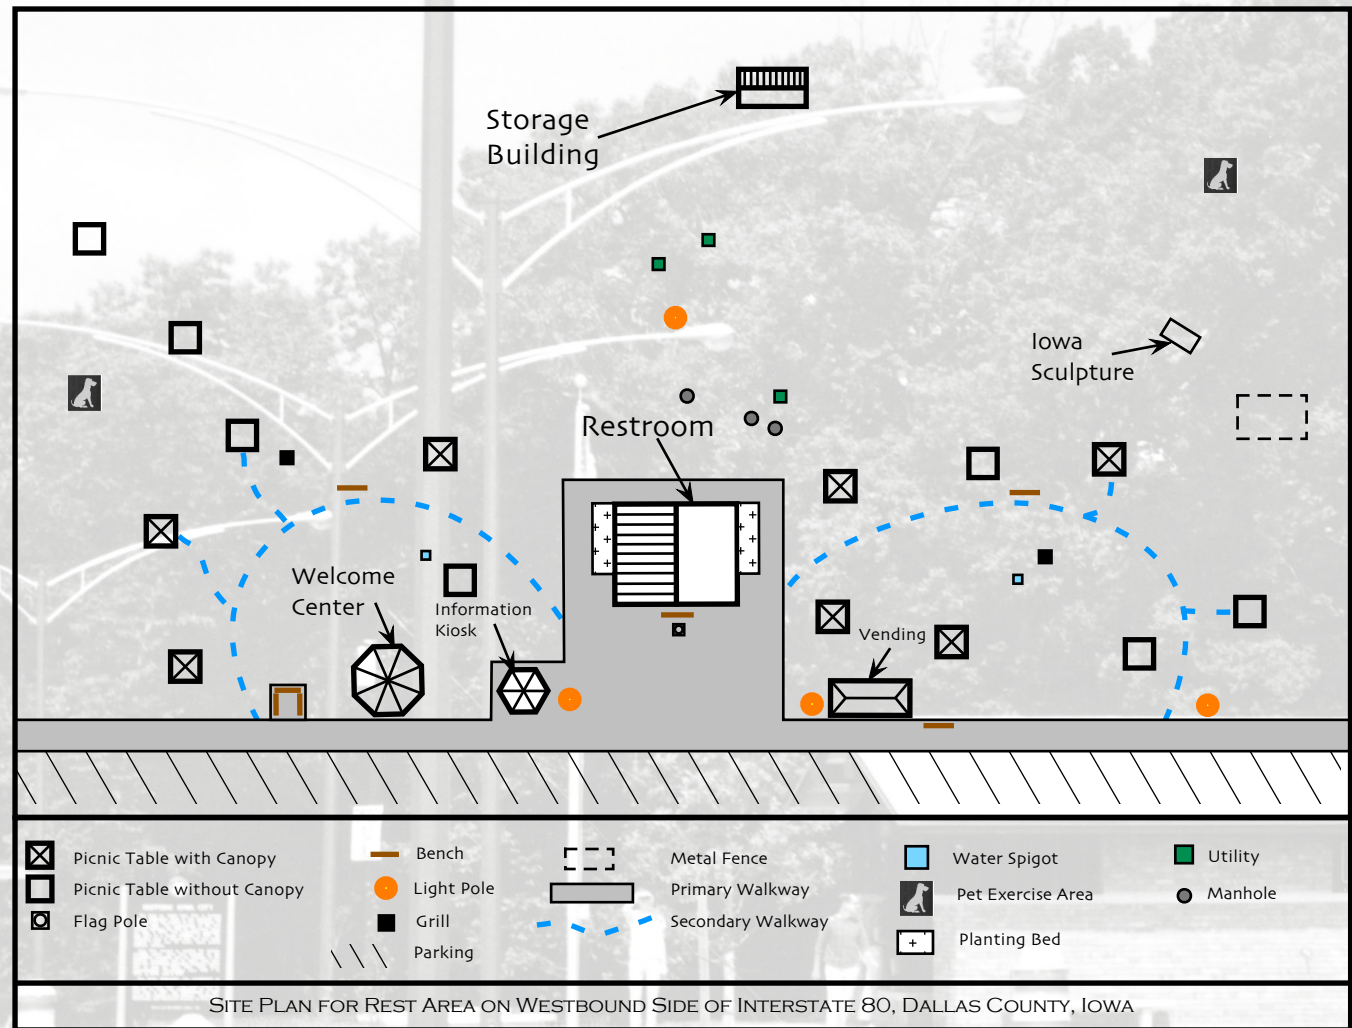 Storage
Building
Iowa
Sculpture
Restroom
Welcome
Center
Information
Kiosk
Vending
Picnic Table with Canopy
Picnic Table without Canopy
Flag Pole
Bench
Light Pole
Grill
Parking
Metal Fence
Primary Walkway
Secondary Walkway
Water Spigot
Pet Exercise Area
Planting Bed
Utility
Manhole
Site Plan for Rest Area on Westbound Side of Interstate 80, Dallas County, Iowa